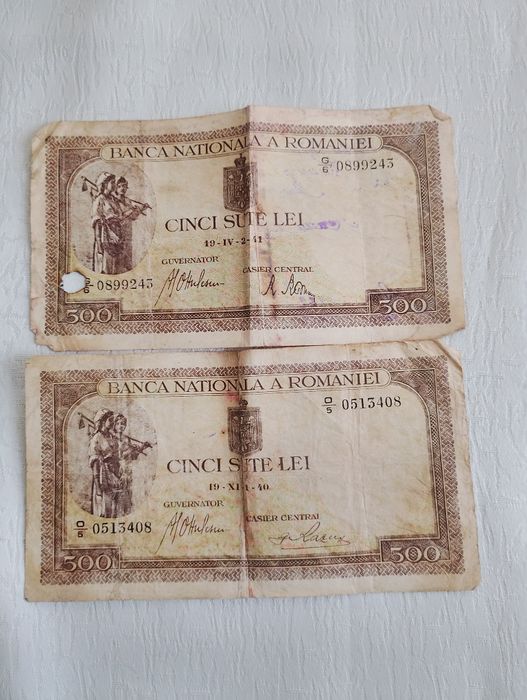 BANCA NATIONALA A ROMANIEI
G/6 0899243
CINCI SUTE LEI
19-IV-2-41
GUVERNATOR CASIER CENTRAL
G/6 0899243
500 500
BANCA NATIONALA A ROMANIEI
O/5 0513408
CINCI SUTE LEI
19-XI-1-40
GUVERNATOR CASIER CENTRAL
O/5 0513408
500 500